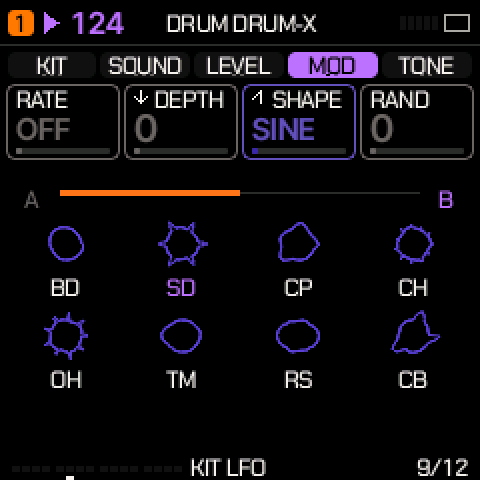 1 124 DRUM DRUM-X
KIT SOUND LEVEL MOD TONE
RATE DEPTH SHAPE RAND
OFF 0 SINE 0
A B
BD SD CP CH
OH TM RS CB
KIT LFO 9/12